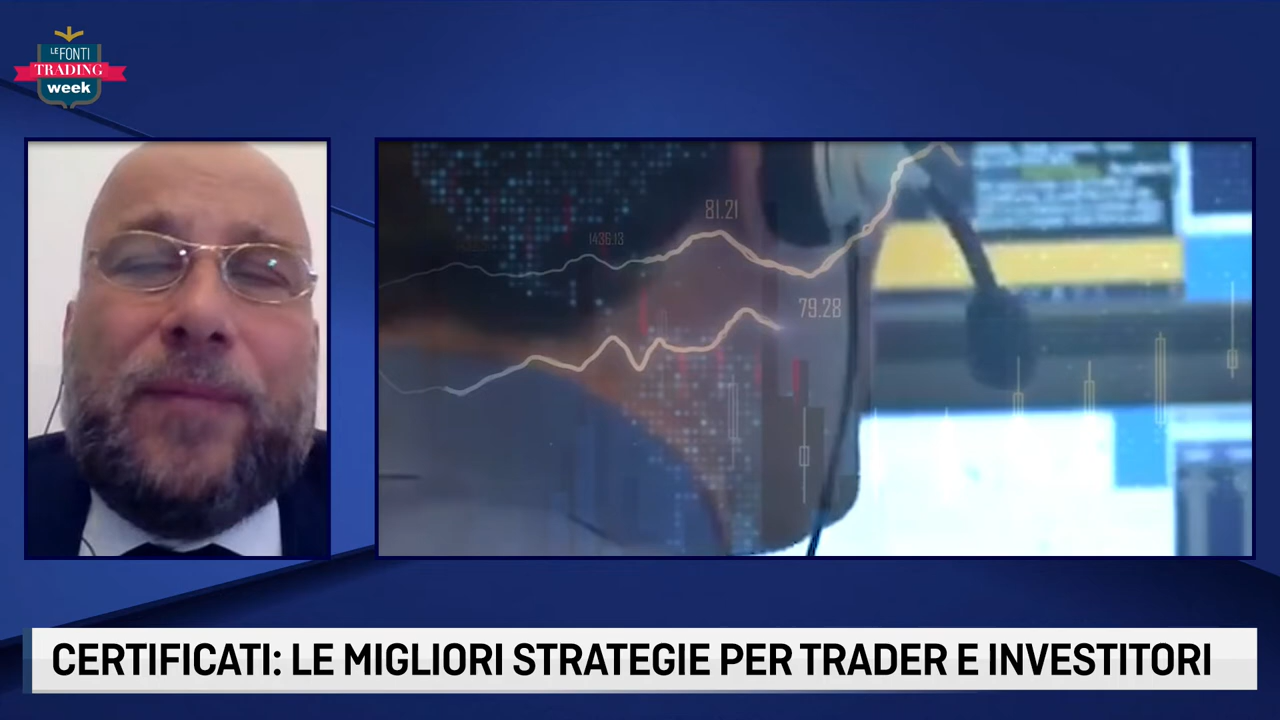 LE FONTI
TRADING
week
81.21
1436.13
79.28
CERTIFICATI: LE MIGLIORI STRATEGIE PER TRADER E INVESTITORI